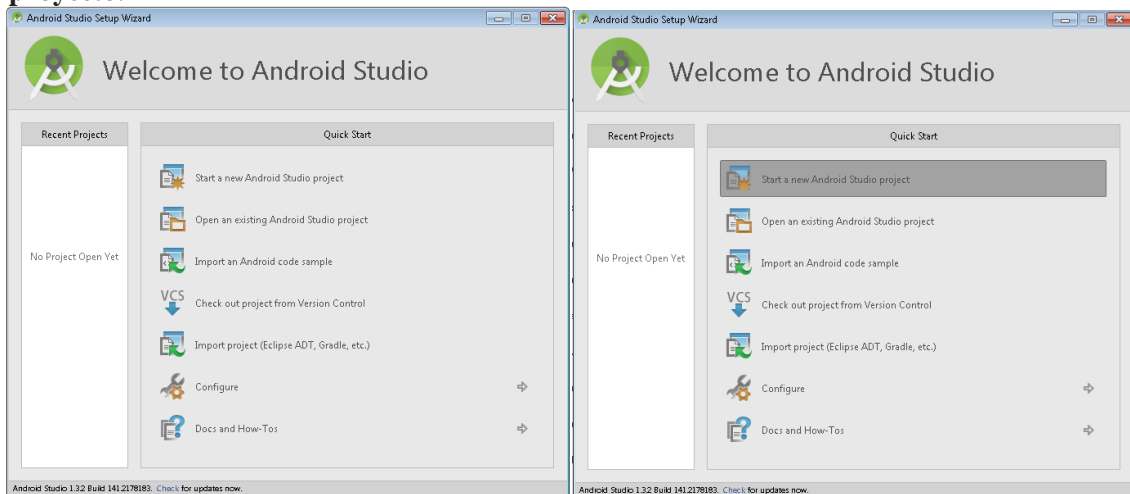 proyecto.
Android Studio Setup Wizard
Welcome to Android Studio
Recent Projects
No Project Open Yet
Quick Start
Start a new Android Studio project
Open an existing Android Studio project
Import an Android code sample
VCS
Check out project from Version Control
Import project (Eclipse ADT, Gradle, etc.)
Configure
Docs and How-Tos
Android Studio 1.3.2 Build 141.2178183. Check for updates now.
Android Studio Setup Wizard
Welcome to Android Studio
Recent Projects
No Project Open Yet
Quick Start
Start a new Android Studio project
Open an existing Android Studio project
Import an Android code sample
VCS
Check out project from Version Control
Import project (Eclipse ADT, Gradle, etc.)
Configure
Docs and How-Tos
Android Studio 1.3.2 Build 141.2178183. Check for updates now.